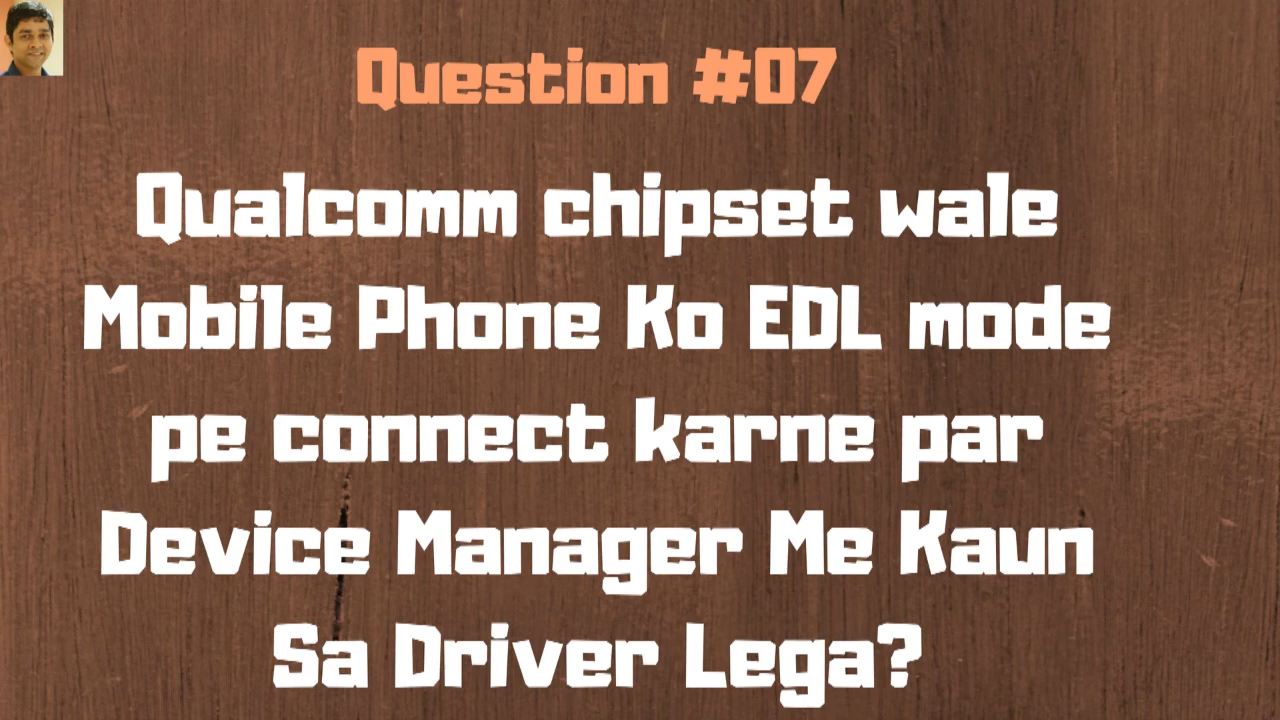 Question #07
Qualcomm chipset wale
Mobile Phone Ko EDL mode
pe connect karne par
Device Manager Me Kaun
Sa Driver Lega?